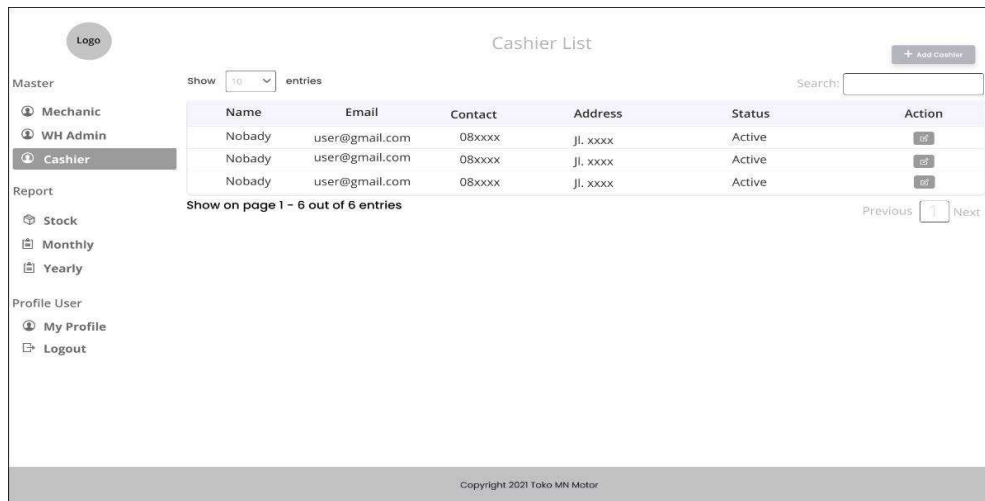 Logo
Cashier List
+ Add Cashier
Master
Show 10 entries
Search:
Mechanic
WH Admin
Cashier
Report
Stock
Monthly
Yearly
Profile User
My Profile
Logout
Name Email Contact Address Status Action
Nobady user@gmail.com 08xxxx Jl. xxxx Active
Nobady user@gmail.com 08xxxx Jl. xxxx Active
Nobady user@gmail.com 08xxxx Jl. xxxx Active
Show on page 1 - 6 out of 6 entries
Previous 1 Next
Copyright 2021 Toko MN Motor